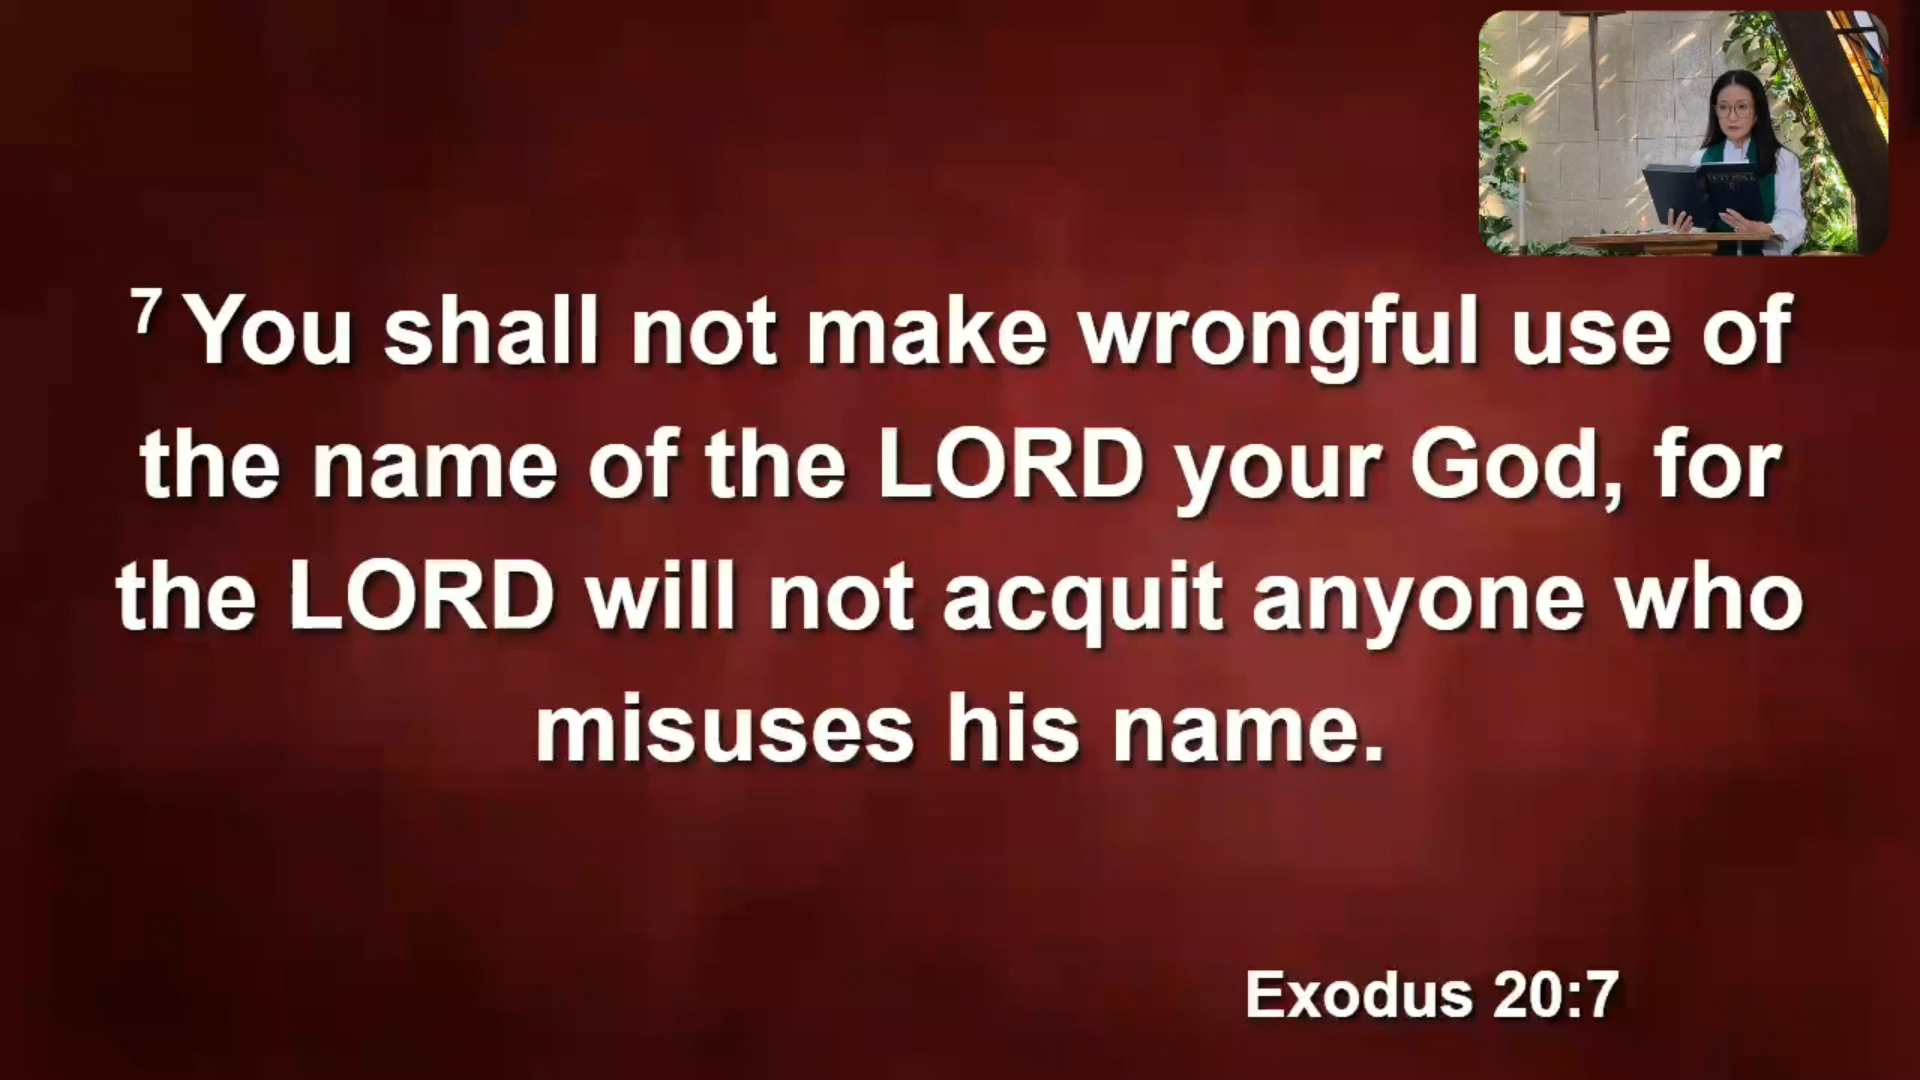 7 You shall not make wrongful use of
the name of the LORD your God, for
the LORD will not acquit anyone who
misuses his name.
Exodus 20:7